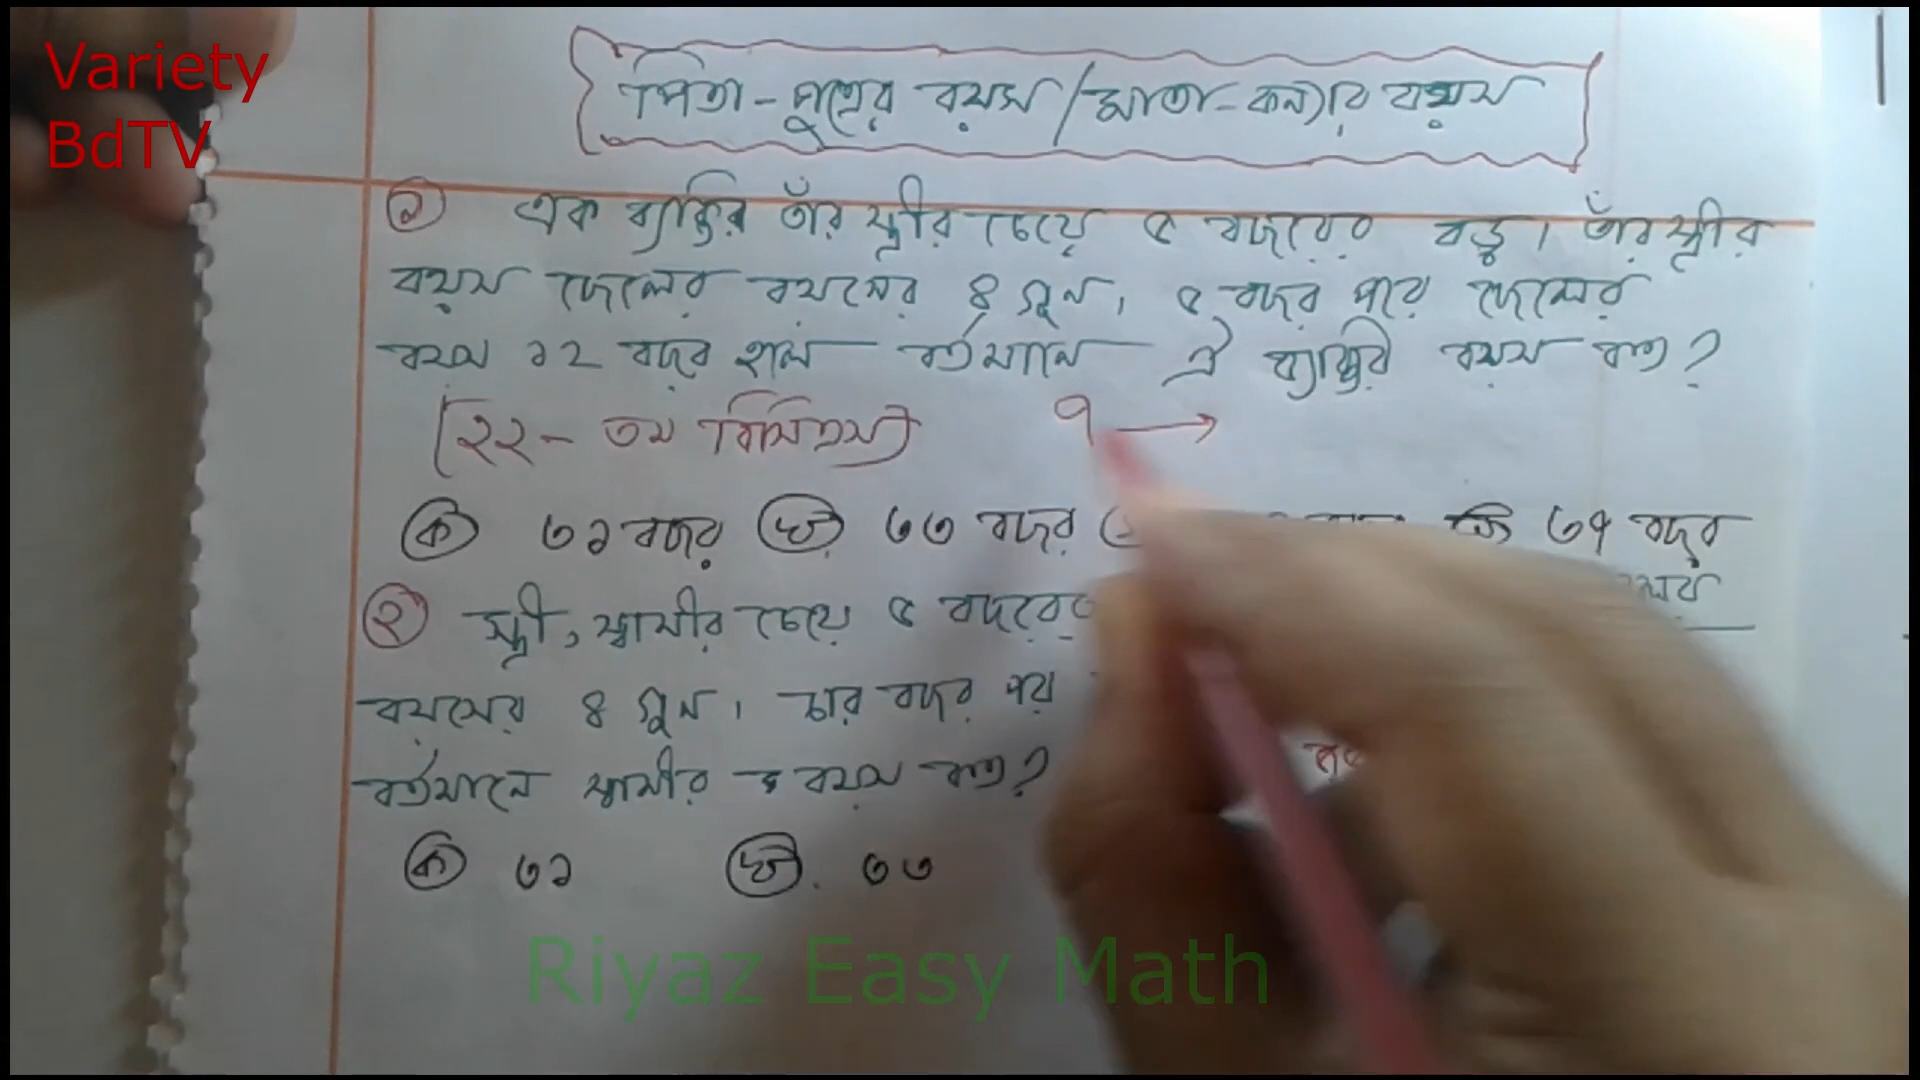 Variety
BdTV
পিতা-পুত্রের বয়স/মাতা-কন্যার বয়স
১ এক ব্যক্তির তাঁর স্ত্রীর চেয়ে ৫ বছরের বড়। তাঁর স্ত্রীর
বয়স ছেলের বয়সের ৪ গুন। ৫ বছর পরে ছেলের
বয়স ১২ বছর হলে বর্তমানে ঐ ব্যক্তির বয়স কত?
[২২- তম বিসিএস] ৭ →
ক ৩১ বছর খ ৩৩ বছর ৩৭ বছর
২ স্ত্রী, স্বামীর চেয়ে ৫ বছরের
বয়সের ৪ গুন। চার বছর পর
বর্তমানে স্বামীর বয়স কত?
ক ৩১ খ. ৩৩
Riyaz Easy Math